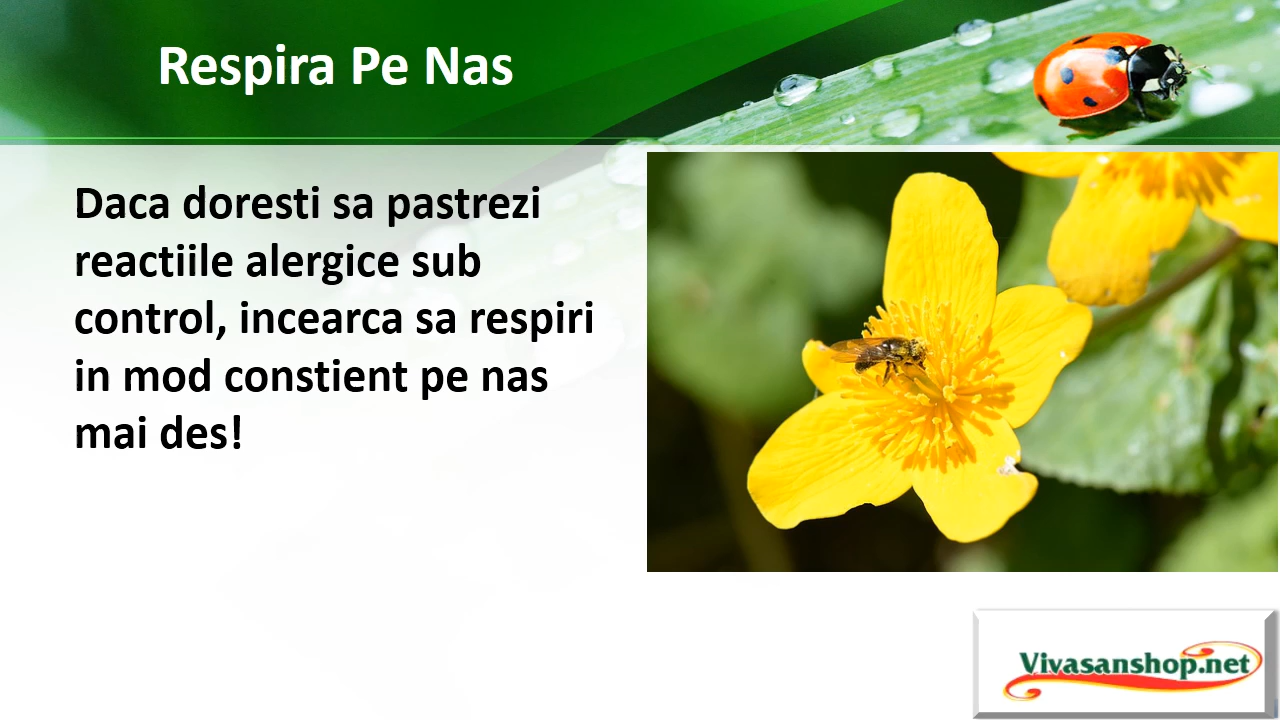 Respira Pe Nas
Daca doresti sa pastrezi
reactiile alergice sub
control, incearca sa respiri
in mod constient pe nas
mai des!
Vivasanshop.net